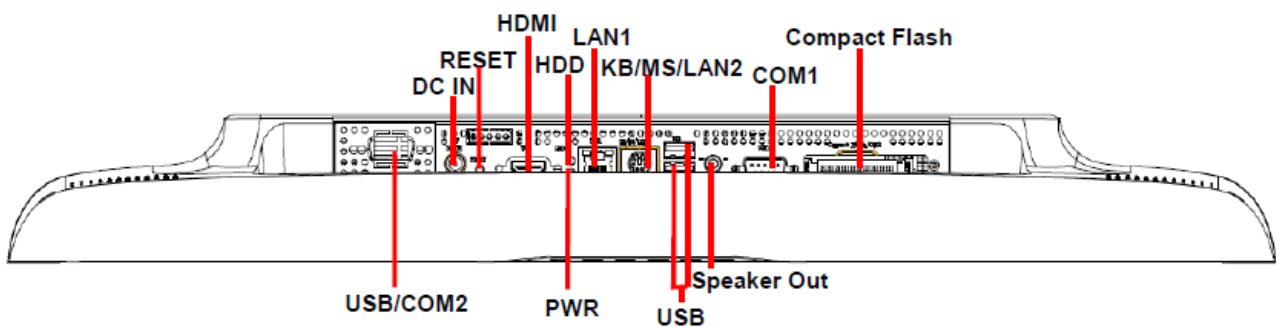 HDMI
LAN1
Compact Flash
RESET
HDD
KB/MS/LAN2
COM1
DC IN
Speaker Out
USB/COM2
PWR
USB